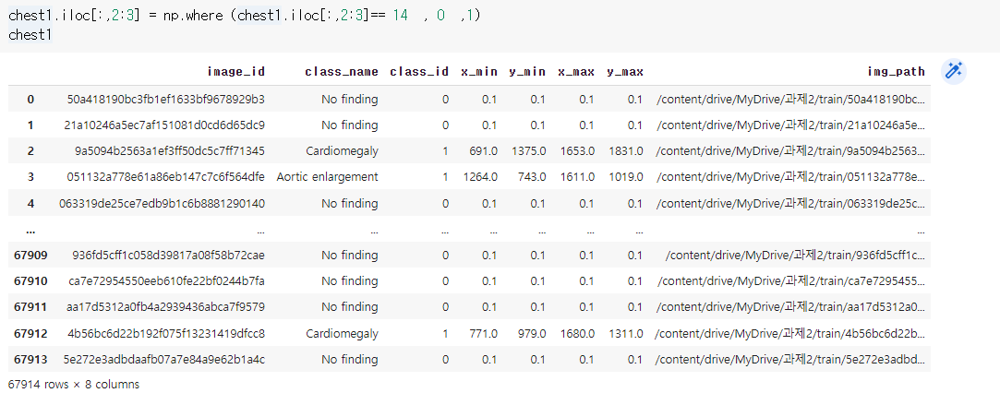 chest1.iloc[:,2:3] = np.where (chest1.iloc[:,2:3]== 14  , 0  ,1)
chest1
image_id class_name class_id x_min y_min x_max y_max img_path
0 50a418190bc3fb1ef1633bf9678929b3 No finding 0 0.1 0.1 0.1 0.1 /content/drive/MyDrive/과제2/train/50a418190bc...
1 21a10246a5ec7af151081d0cd6d65dc9 No finding 0 0.1 0.1 0.1 0.1 /content/drive/MyDrive/과제2/train/21a10246a5e...
2 9a5094b2563a1ef3ff50dc5c7ff71345 Cardiomegaly 1 691.0 1375.0 1653.0 1831.0 /content/drive/MyDrive/과제2/train/9a5094b2563...
3 051132a778e61a86eb147c7c6f564dfe Aortic enlargement 1 1264.0 743.0 1611.0 1019.0 /content/drive/MyDrive/과제2/train/051132a778e...
4 063319de25ce7edb9b1c6b8881290140 No finding 0 0.1 0.1 0.1 0.1 /content/drive/MyDrive/과제2/train/063319de25c...
... ... ... ... ... ... ... ... ...
67909 936fd5cff1c058d39817a08f58b72cae No finding 0 0.1 0.1 0.1 0.1 /content/drive/MyDrive/과제2/train/936fd5cff1c...
67910 ca7e72954550eeb610fe22bf0244b7fa No finding 0 0.1 0.1 0.1 0.1 /content/drive/MyDrive/과제2/train/ca7e7295455...
67911 aa17d5312a0fb4a2939436abca7f9579 No finding 0 0.1 0.1 0.1 0.1 /content/drive/MyDrive/과제2/train/aa17d5312a0...
67912 4b56bc6d22b192f075f13231419dfcc8 Cardiomegaly 1 771.0 979.0 1680.0 1311.0 /content/drive/MyDrive/과제2/train/4b56bc6d22b...
67913 5e272e3adbdaafb07a7e84a9e62b1a4c No finding 0 0.1 0.1 0.1 0.1 /content/drive/MyDrive/과제2/train/5e272e3adbd...
67914 rows × 8 columns